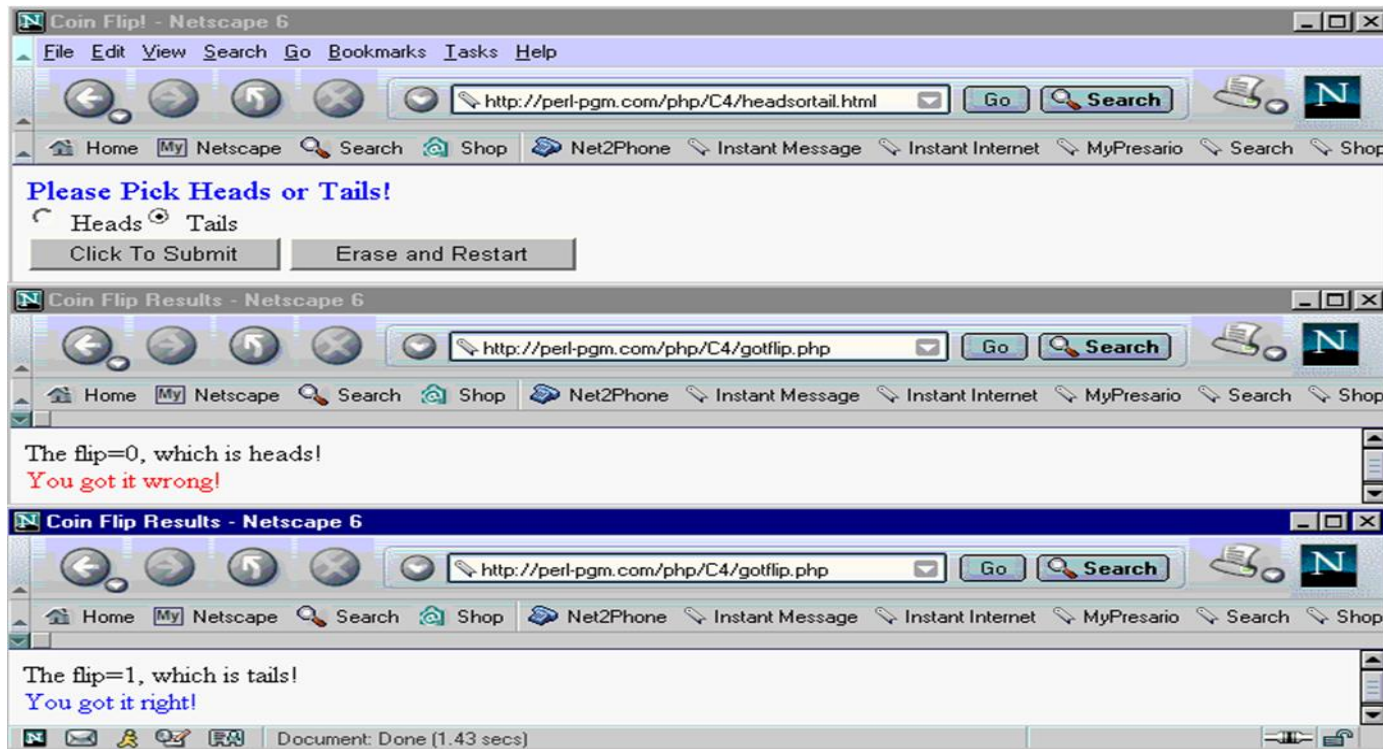 Coin Flip! - Netscape 6
File Edit View Search Go Bookmarks Tasks Help
http://perl-pgm.com/php/C4/headsortail.html Go Search N
Home My Netscape Search Shop Net2Phone Instant Message Instant Internet MyPresario Search Shop
Please Pick Heads or Tails!
Heads Tails
Click To Submit Erase and Restart
Coin Flip Results - Netscape 6
http://perl-pgm.com/php/C4/gotflip.php Go Search N
Home My Netscape Search Shop Net2Phone Instant Message Instant Internet MyPresario Search Shop
The flip=0, which is heads!
You got it wrong!
Coin Flip Results - Netscape 6
http://perl-pgm.com/php/C4/gotflip.php Go Search N
Home My Netscape Search Shop Net2Phone Instant Message Instant Internet MyPresario Search Shop
The flip=1, which is tails!
You got it right!
Document: Done (1.43 secs)